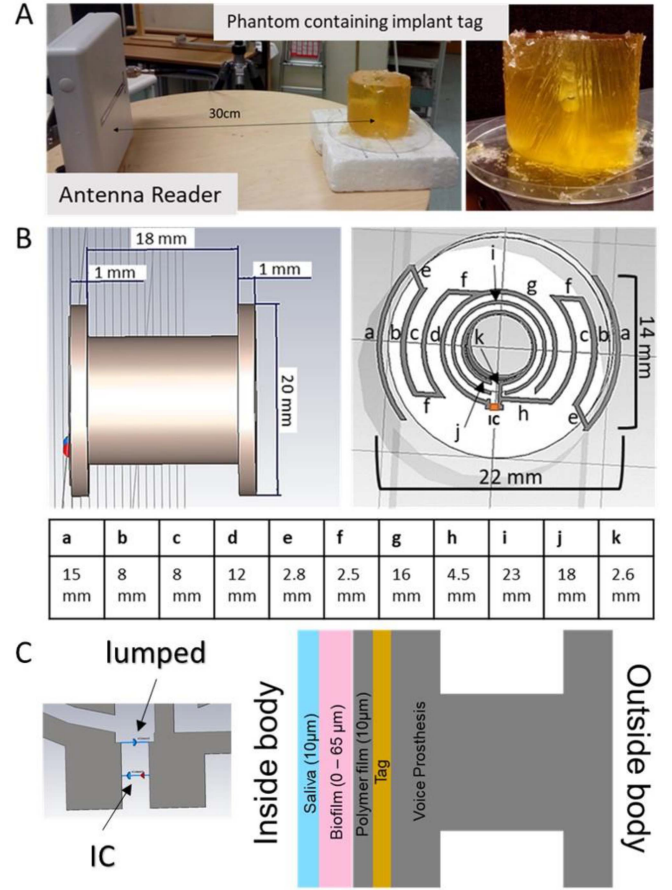 A
Phantom containing implant tag
30cm
Antenna Reader
B
18 mm
1 mm
1 mm
20 mm
i
e
f
g
f
k
a
b
c
d
c
b
a
14 mm
f
j
IC
h
e
22 mm
a b c d e f g h i j k
15 mm 8 mm 8 mm 12 mm 2.8 mm 2.5 mm 16 mm 4.5 mm 23 mm 18 mm 2.6 mm
C
lumped
IC
Inside body
Saliva (10µm)
Biofilm (0 – 65 µm)
Polymer film (10µm)
Tag
Voice Prosthesis
Outside body